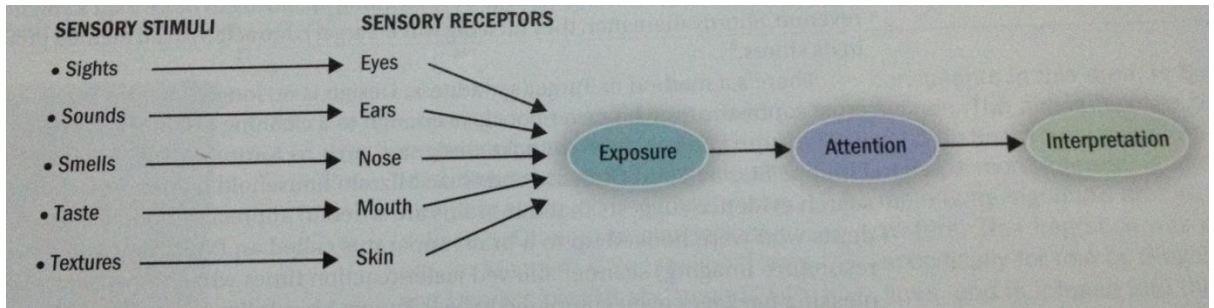 SENSORY STIMULI SENSORY RECEPTORS
• Sights Eyes
• Sounds Ears
• Smells Nose
• Taste Mouth
• Textures Skin
Exposure Attention Interpretation